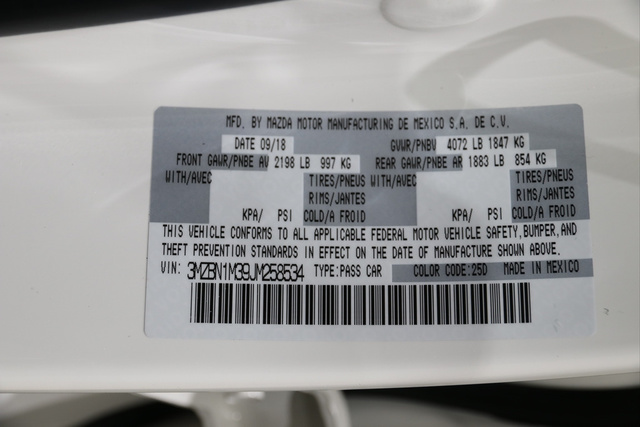 MFD. BY MAZDA MOTOR MANUFACTURING DE MEXICO S.A. DE C.V.
DATE 09/18 GVWR/PNBV 4072 LB 1847 KG
FRONT GAWR/PNBE AV 2198 LB 997 KG REAR GAWR/PNBE AR 1883 LB 854 KG
WITH/AVEC TIRES/PNEUS WITH/AVEC TIRES/PNEUS
RIMS/JANTES RIMS/JANTES
KPA/ PSI COLD/A FROID KPA/ PSI COLD/A FROID
THIS VEHICLE CONFORMS TO ALL APPLICABLE FEDERAL MOTOR VEHICLE SAFETY, BUMPER, AND
THEFT PREVENTION STANDARDS IN EFFECT ON THE DATE OF MANUFACTURE SHOWN ABOVE.
VIN: 3MZBN1M39JM258534 TYPE:PASS CAR COLOR CODE:25D MADE IN MEXICO